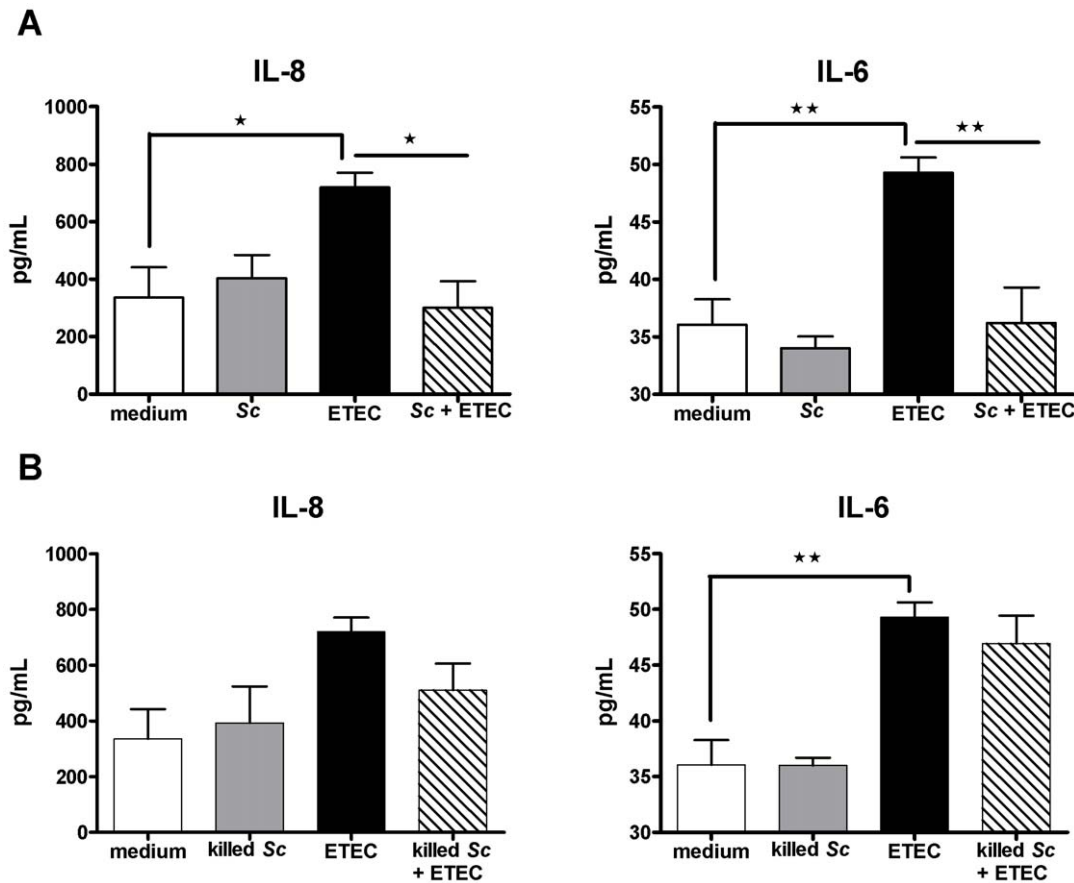 A
IL-8
pg/mL
1000
800
600
400
200
0
★
★
medium
Sc
ETEC
Sc + ETEC
IL-6
pg/mL
55
50
45
40
35
30
★★
★★
medium
Sc
ETEC
Sc + ETEC
B
IL-8
pg/mL
1000
800
600
400
200
0
medium
killed Sc
ETEC
killed Sc
+ ETEC
IL-6
pg/mL
55
50
45
40
35
30
★★
medium
killed Sc
ETEC
killed Sc
+ ETEC